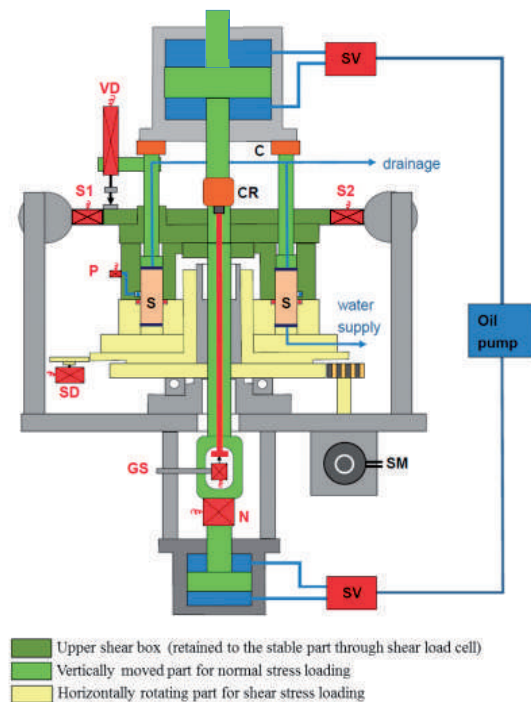 SV
VD
C
drainage
S1
CR
S2
P
S
S
water
supply
Oil
pump
SD
GS
SM
N
SV
Upper shear box (retained to the stable part through shear load cell)
Vertically moved part for normal stress loading
Horizontally rotating part for shear stress loading